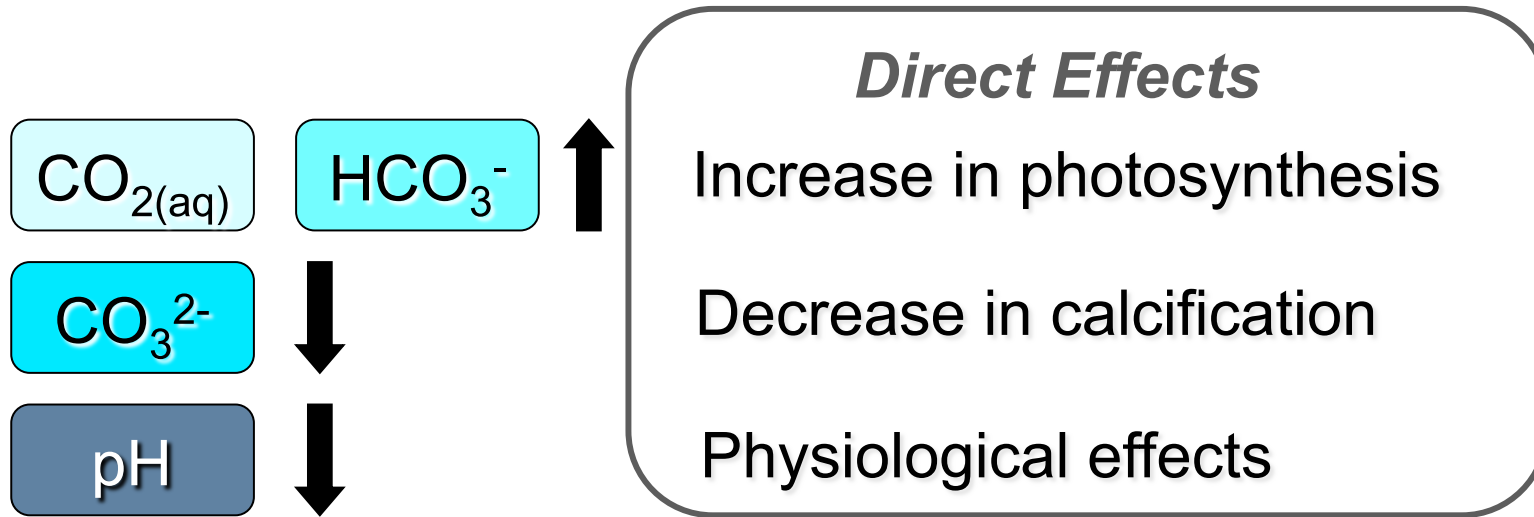 Direct Effects
CO₂(aq) HCO₃⁻ Increase in photosynthesis
CO₃²⁻ Decrease in calcification
pH Physiological effects